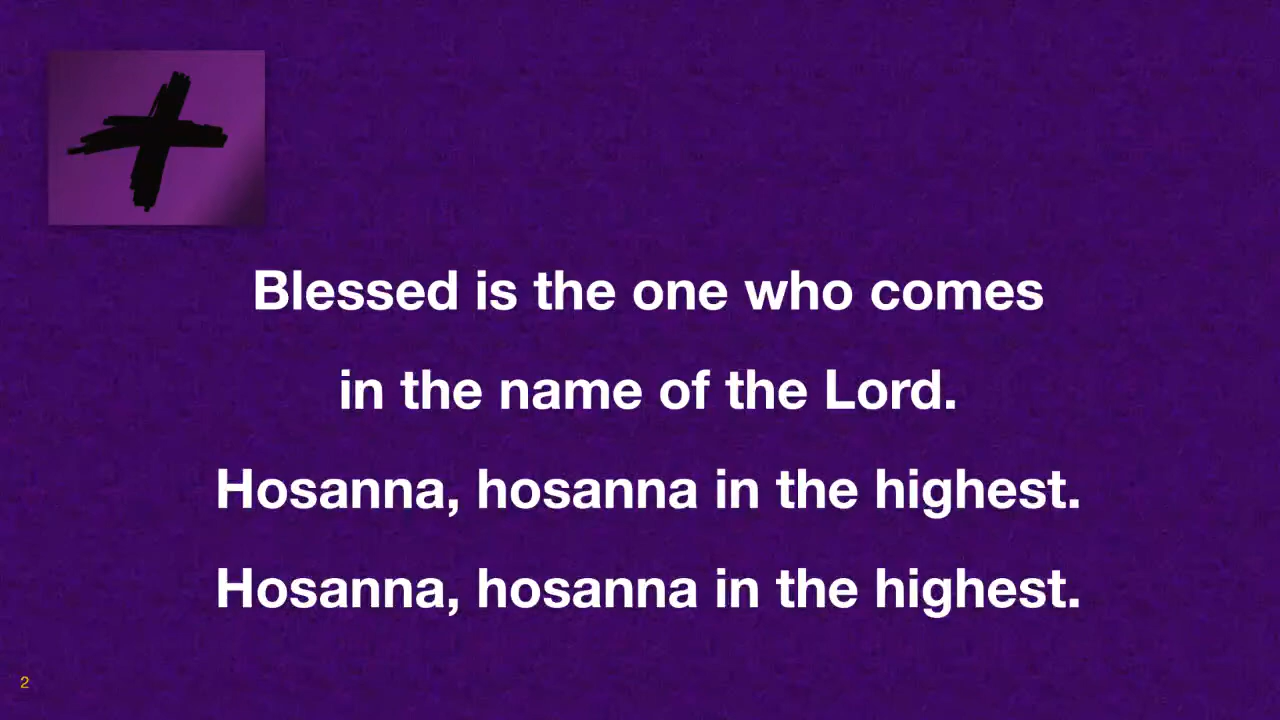 Blessed is the one who comes
in the name of the Lord.
Hosanna, hosanna in the highest.
Hosanna, hosanna in the highest.
2